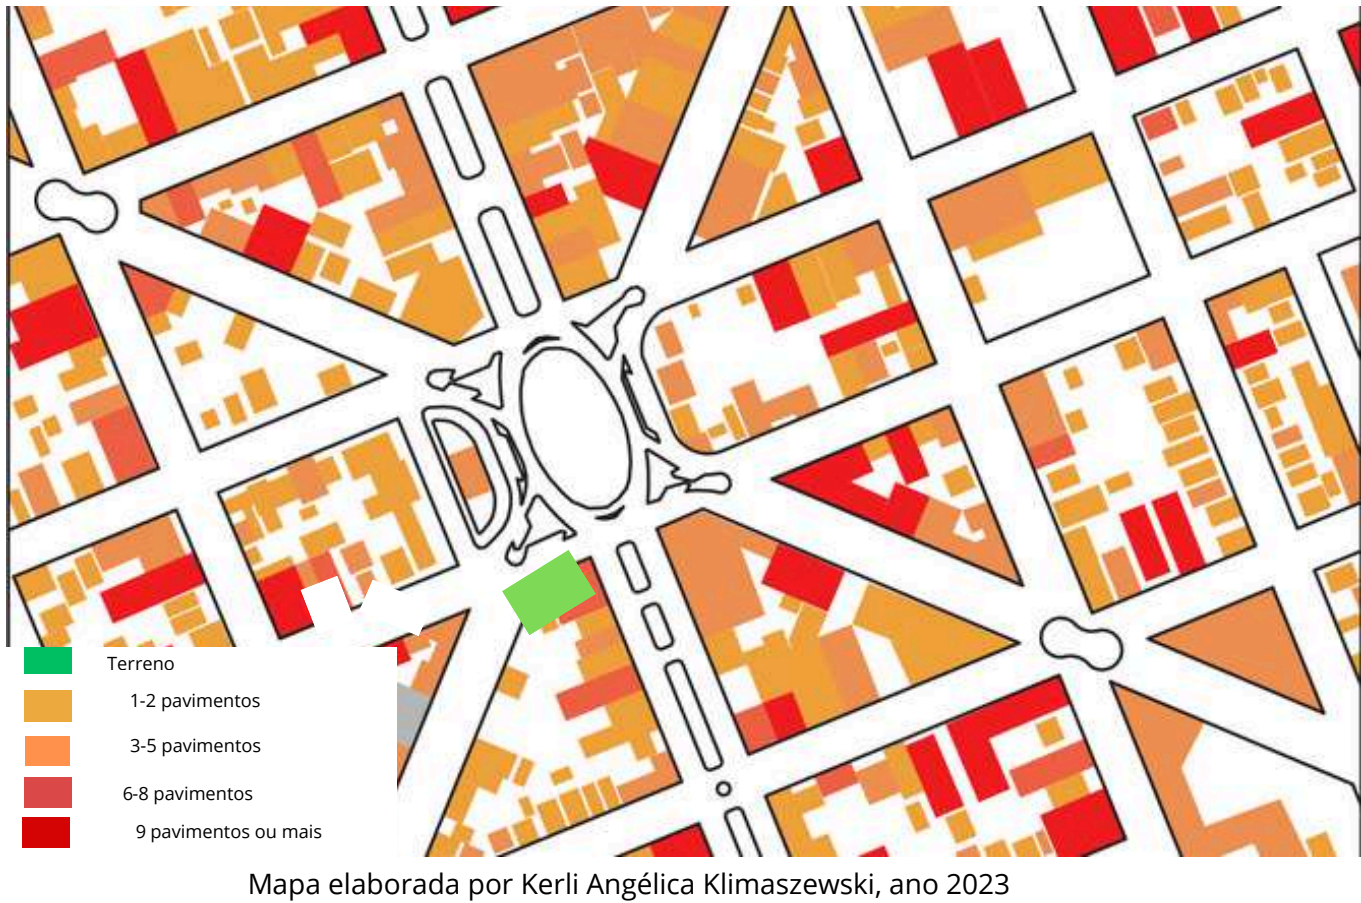 Terreno
1-2 pavimentos
3-5 pavimentos
6-8 pavimentos
9 pavimentos ou mais
Mapa elaborada por Kerli Angélica Klimaszewski, ano 2023